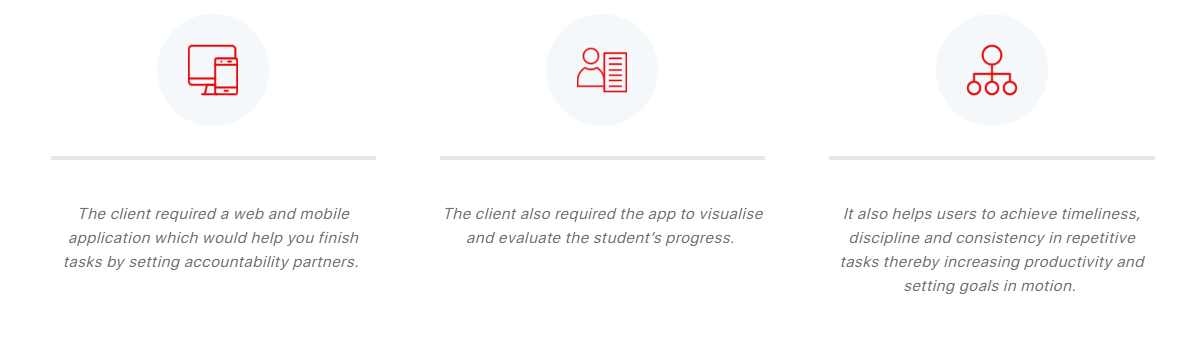 The client required a web and mobile
application which would help you finish
tasks by setting accountability partners.
The client also required the app to visualise
and evaluate the student’s progress.
It also helps users to achieve timeliness,
discipline and consistency in repetitive
tasks thereby increasing productivity and
setting goals in motion.